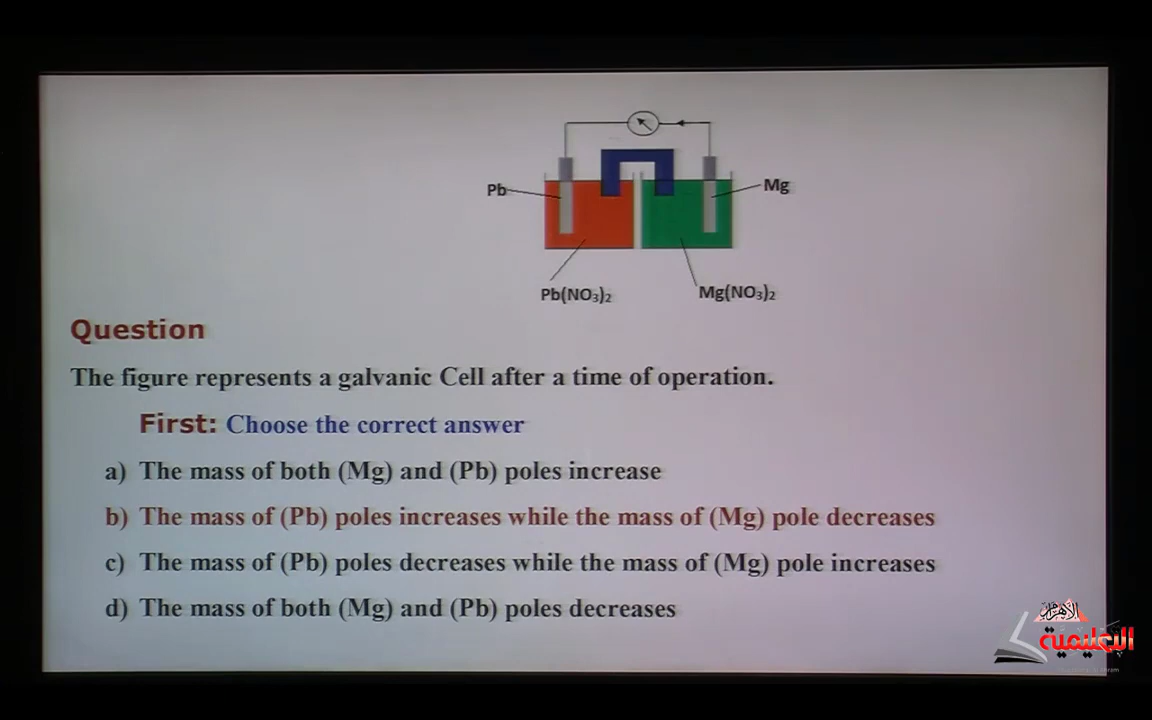 Pb
Mg
Pb(NO₃)₂
Mg(NO₃)₂
Question
The figure represents a galvanic Cell after a time of operation.
First: Choose the correct answer
a) The mass of both (Mg) and (Pb) poles increase
b) The mass of (Pb) poles increases while the mass of (Mg) pole decreases
c) The mass of (Pb) poles decreases while the mass of (Mg) pole increases
d) The mass of both (Mg) and (Pb) poles decreases
الأهرام
التعليمية